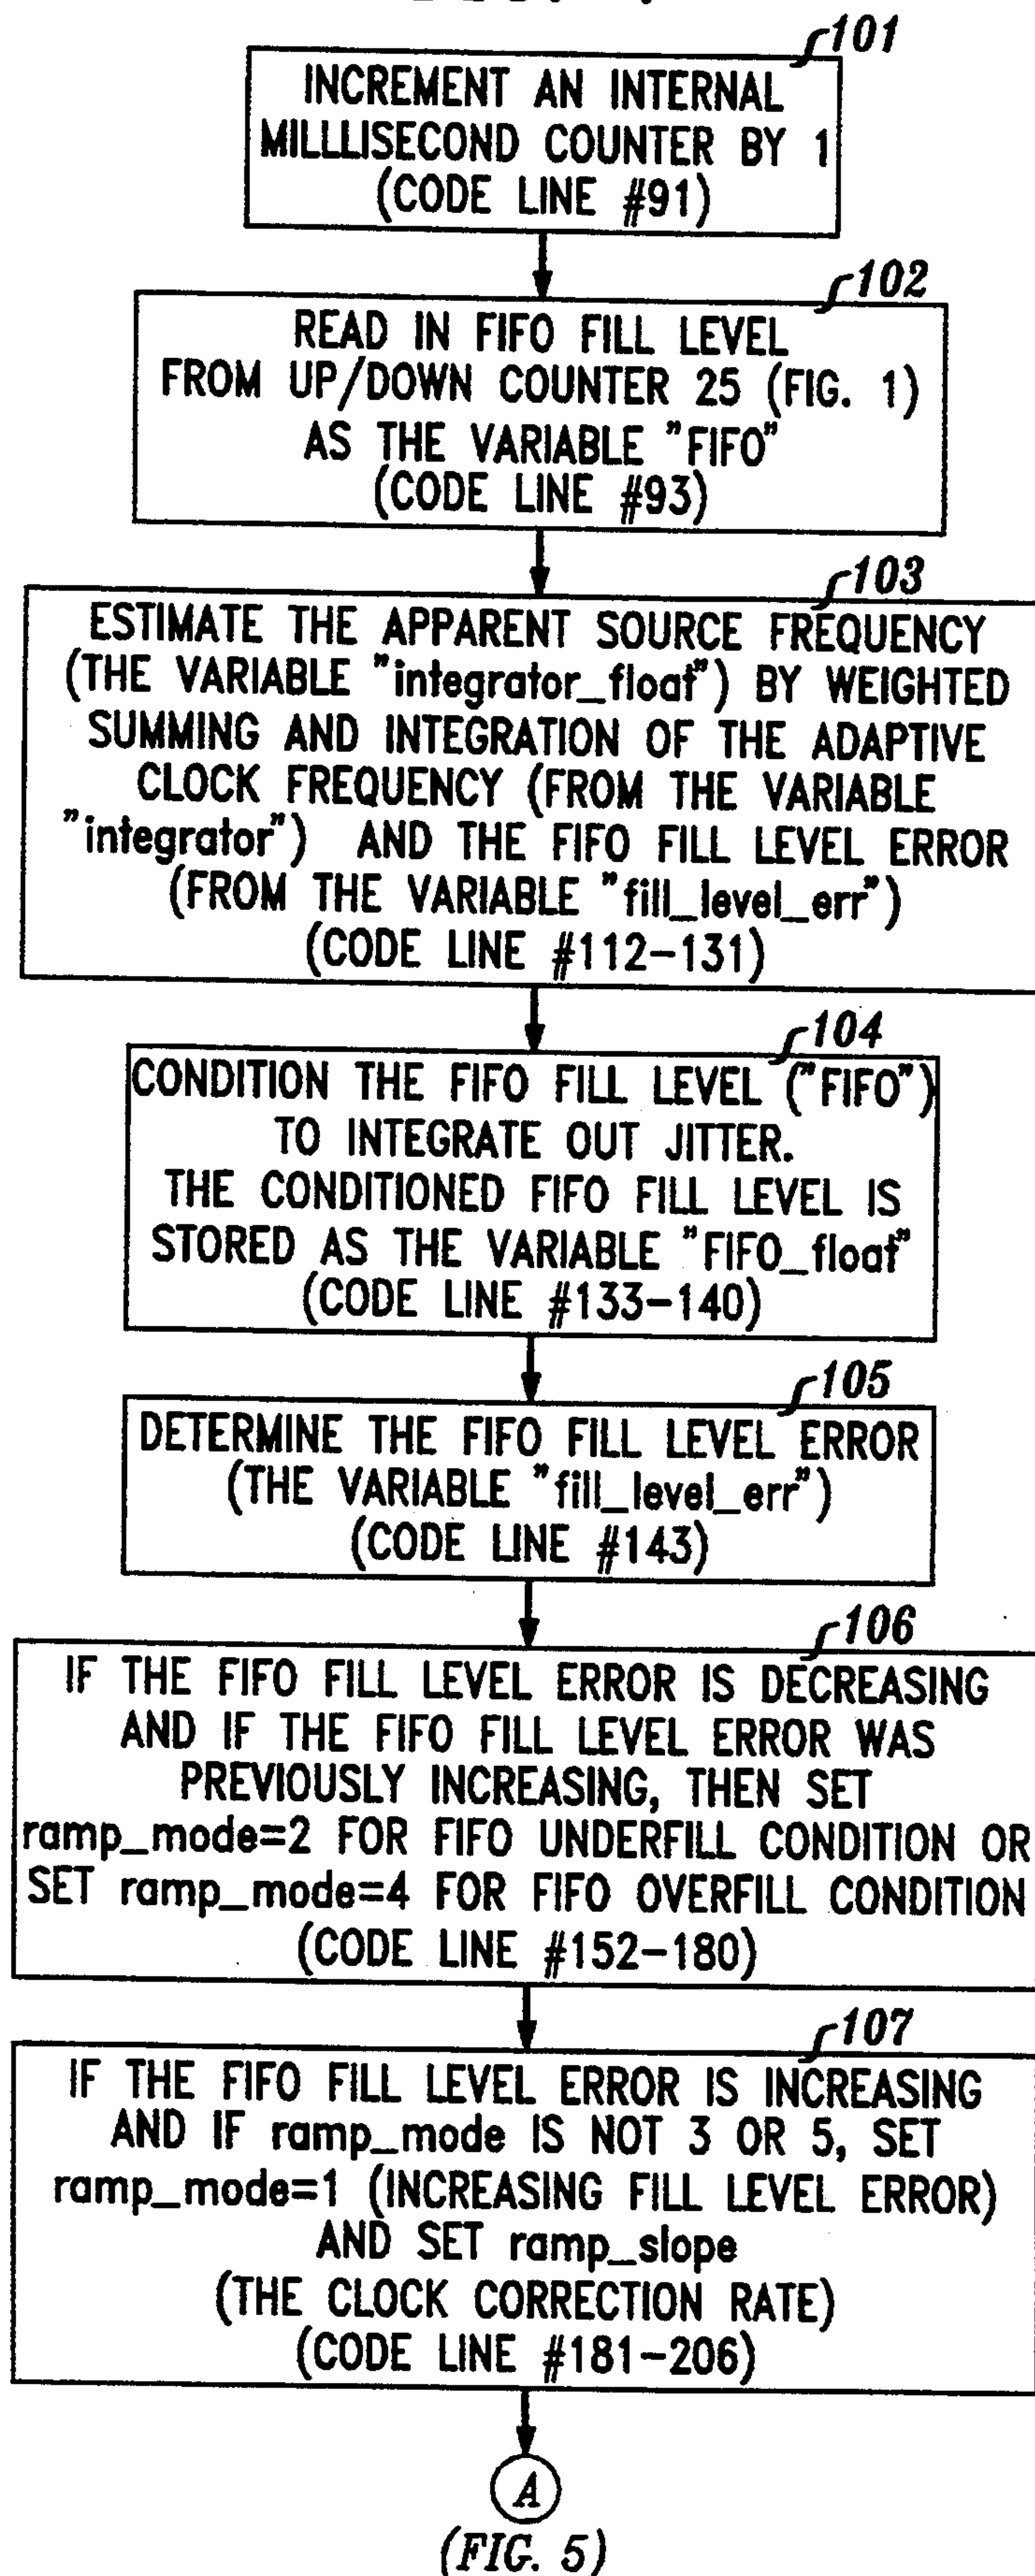 101
INCREMENT AN INTERNAL
MILLLISECOND COUNTER BY 1
(CODE LINE #91)
102
READ IN FIFO FILL LEVEL
FROM UP/DOWN COUNTER 25 (FIG. 1)
AS THE VARIABLE "FIFO"
(CODE LINE #93)
103
ESTIMATE THE APPARENT SOURCE FREQUENCY
(THE VARIABLE "integrator_float") BY WEIGHTED
SUMMING AND INTEGRATION OF THE ADAPTIVE
CLOCK FREQUENCY (FROM THE VARIABLE
"integrator") AND THE FIFO FILL LEVEL ERROR
(FROM THE VARIABLE "fill_level_err")
(CODE LINE #112-131)
104
CONDITION THE FIFO FILL LEVEL ("FIFO")
TO INTEGRATE OUT JITTER.
THE CONDITIONED FIFO FILL LEVEL IS
STORED AS THE VARIABLE "FIFO_float"
(CODE LINE #133-140)
105
DETERMINE THE FIFO FILL LEVEL ERROR
(THE VARIABLE "fill_level_err")
(CODE LINE #143)
106
IF THE FIFO FILL LEVEL ERROR IS DECREASING
AND IF THE FIFO FILL LEVEL ERROR WAS
PREVIOUSLY INCREASING, THEN SET
ramp_mode=2 FOR FIFO UNDERFILL CONDITION OR
SET ramp_mode=4 FOR FIFO OVERFILL CONDITION
(CODE LINE #152-180)
107
IF THE FIFO FILL LEVEL ERROR IS INCREASING
AND IF ramp_mode IS NOT 3 OR 5, SET
ramp_mode=1 (INCREASING FILL LEVEL ERROR)
AND SET ramp_slope
(THE CLOCK CORRECTION RATE)
(CODE LINE #181-206)
A
(FIG. 5)